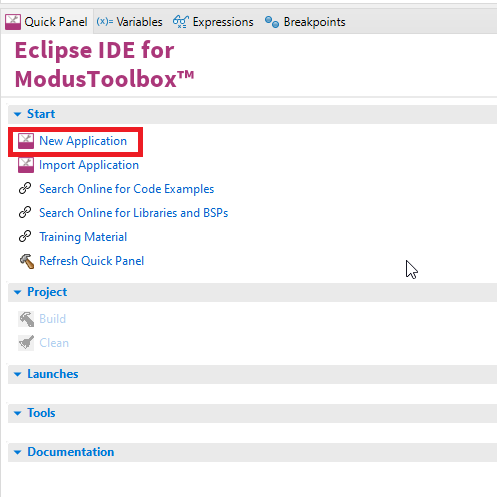 Quick Panel (x)= Variables Expressions Breakpoints
Eclipse IDE for
ModusToolbox™
Start
New Application
Import Application
Search Online for Code Examples
Search Online for Libraries and BSPs
Training Material
Refresh Quick Panel
Project
Build
Clean
Launches
Tools
Documentation